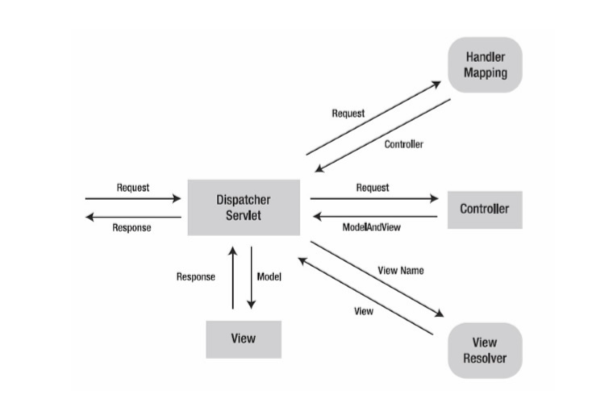 Handler
Mapping
Request
Controller
Request
Response
Dispatcher
Servlet
Request
ModelAndView
Controller
Response
Model
View Name
View
View
View
Resolver